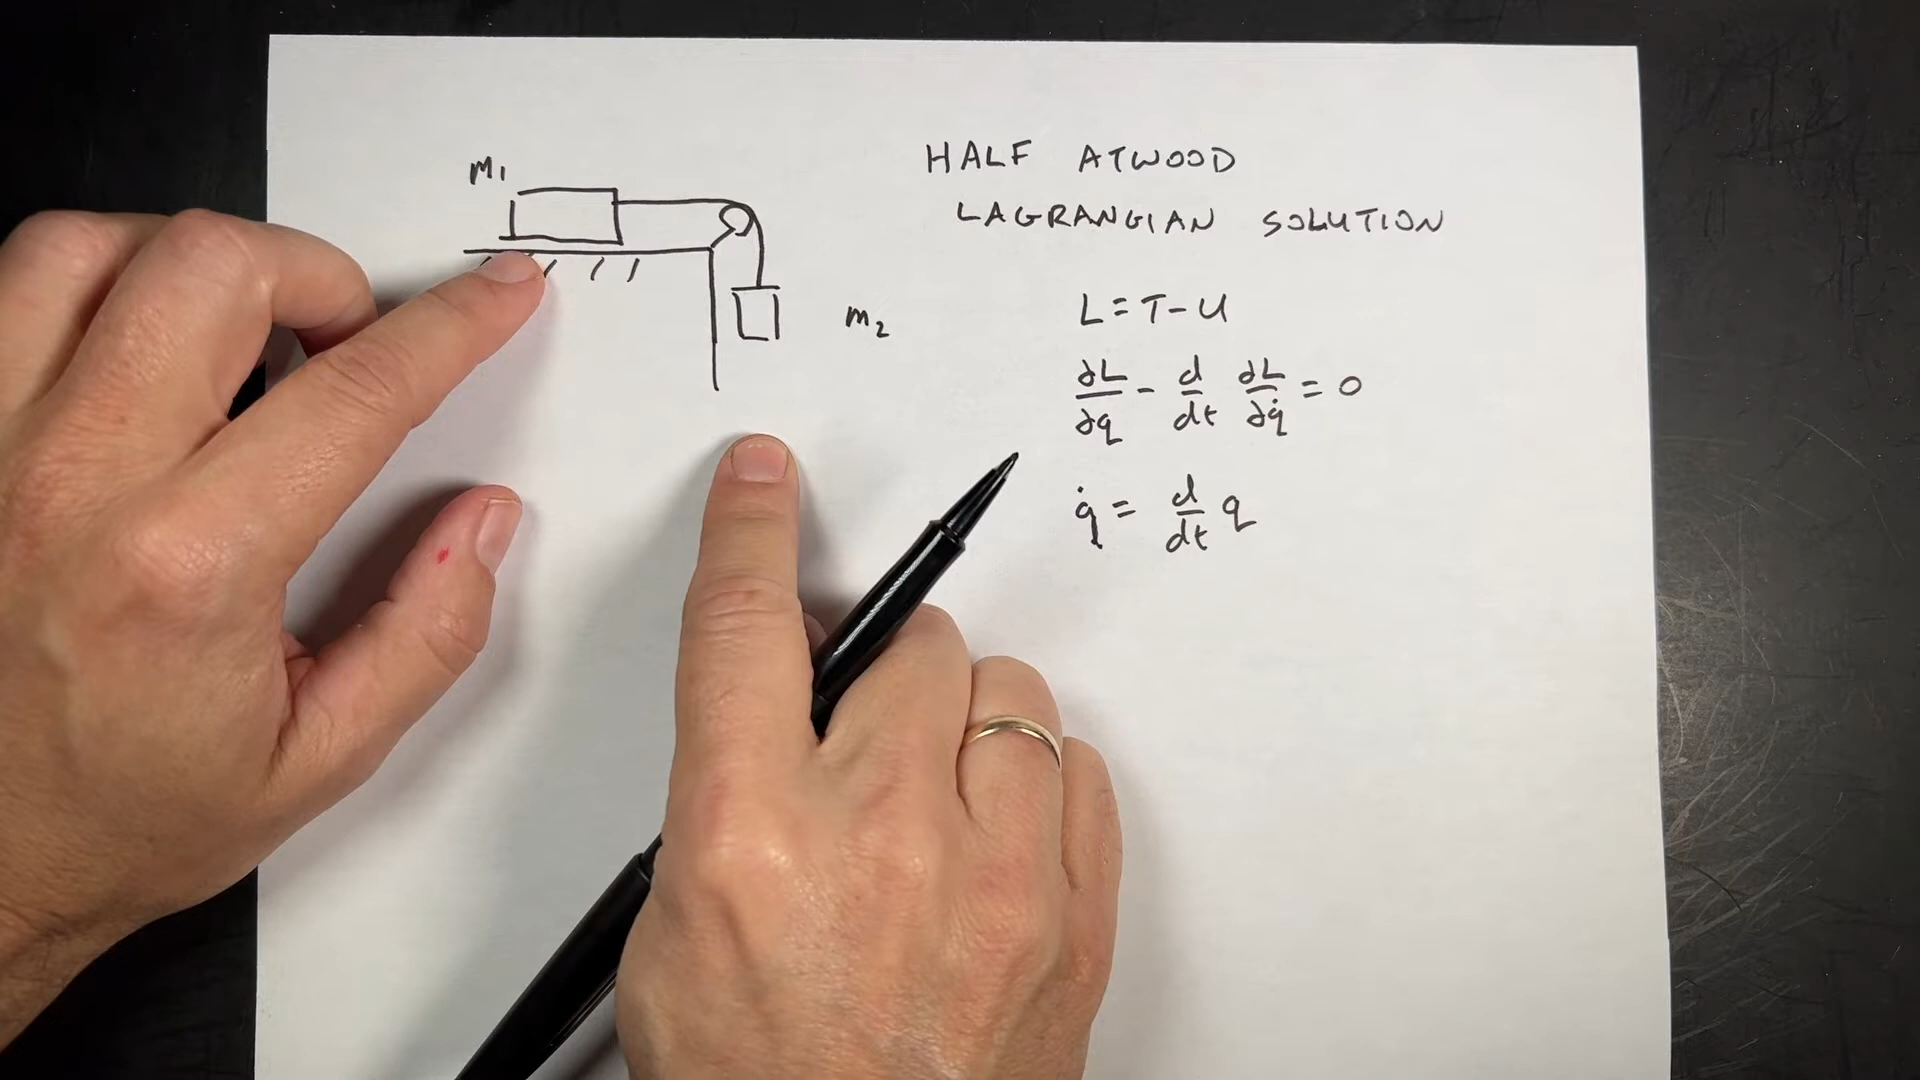 m₁
m₂
HALF ATWOOD
LAGRANGIAN SOLUTION
L = T - U
∂L/∂q - d/dt ∂L/∂q̇ = 0
q̇ = d/dt q